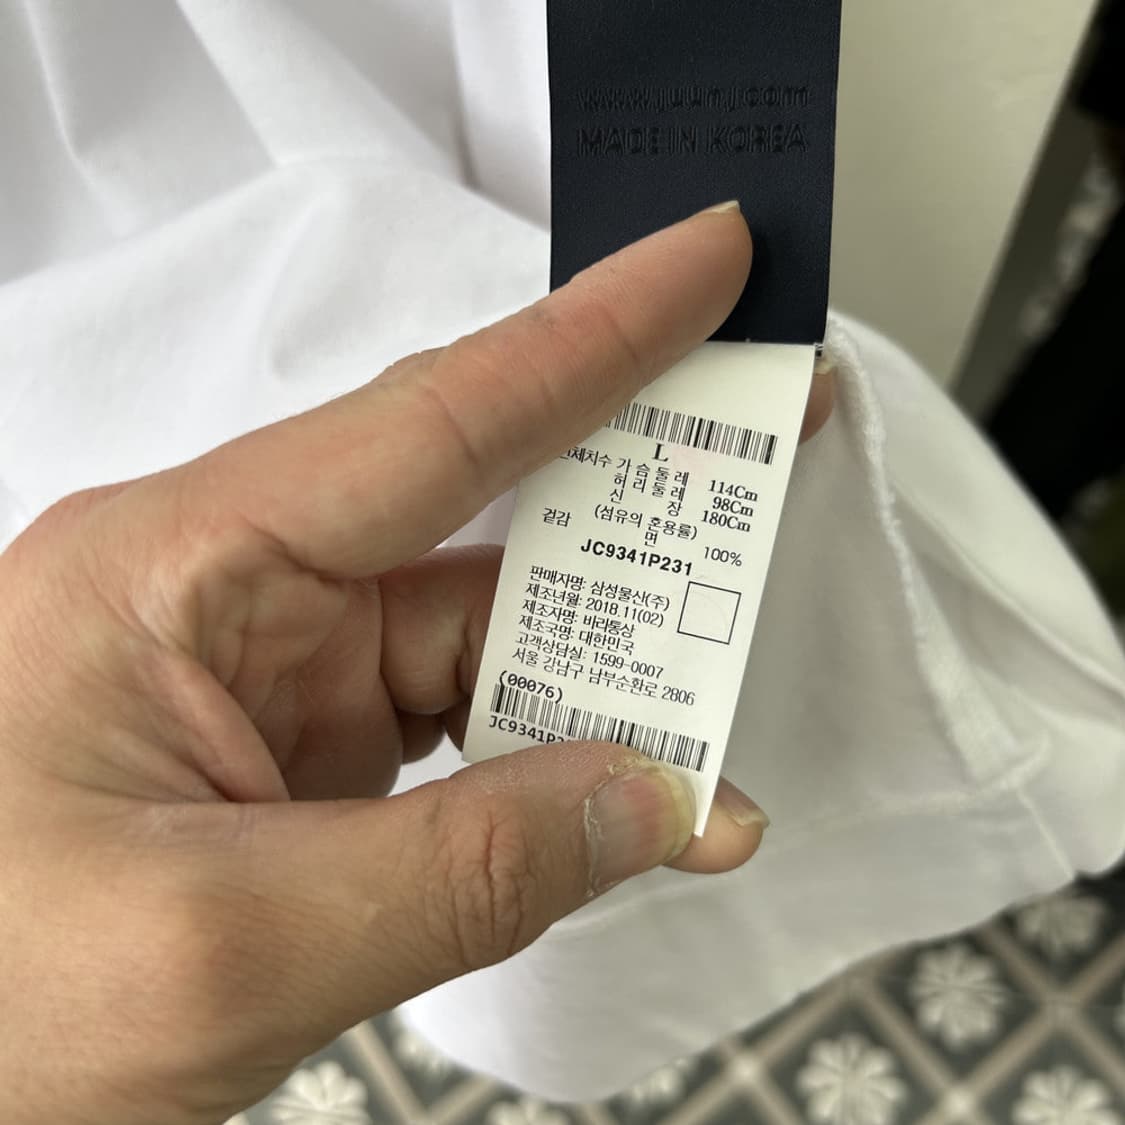 www.juunj.com
MADE IN KOREA
L
신체치수 가 슴 둘 레 114Cm
허 리 둘 레 98Cm
신 장 180Cm
(섬유의 혼용률)
겉감 면 100%
JC9341P231
판매자명: 삼성물산(주)
제조년월: 2018.11(02)
제조자명: 바라통상
제조국명: 대한민국
고객상담실: 1599-0007
서울 강남구 남부순환로 2806
(00076)